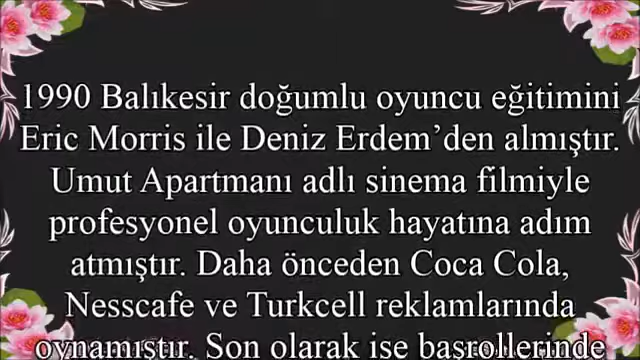 1990 Balıkesir doğumlu oyuncu eğitimini
Eric Morris ile Deniz Erdem’den almıştır.
Umut Apartmanı adlı sinema filmiyle
profesyonel oyunculuk hayatına adım
atmıştır. Daha önceden Coca Cola,
Nesscafe ve Turkcell reklamlarında
oynamıştır. Son olarak ise başrollerinde